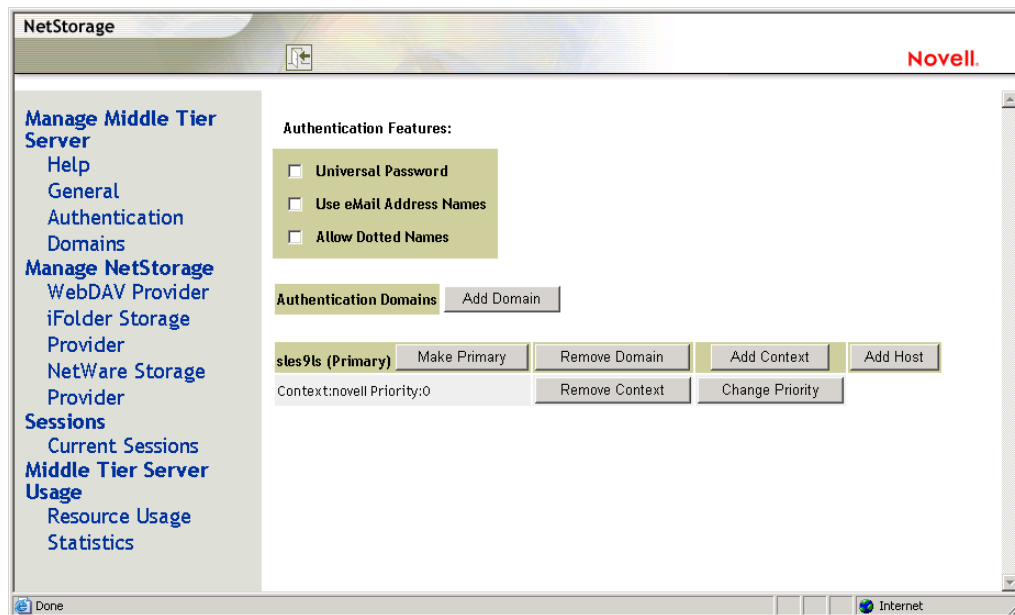 NetStorage
Novell.
Manage Middle Tier
Server
Help
General
Authentication
Domains
Manage NetStorage
WebDAV Provider
iFolder Storage
Provider
NetWare Storage
Provider
Sessions
Current Sessions
Middle Tier Server
Usage
Resource Usage
Statistics
Authentication Features:
Universal Password
Use eMail Address Names
Allow Dotted Names
Authentication Domains Add Domain
sles9ls (Primary) Make Primary Remove Domain Add Context Add Host
Context:novell Priority:0 Remove Context Change Priority
Done Internet